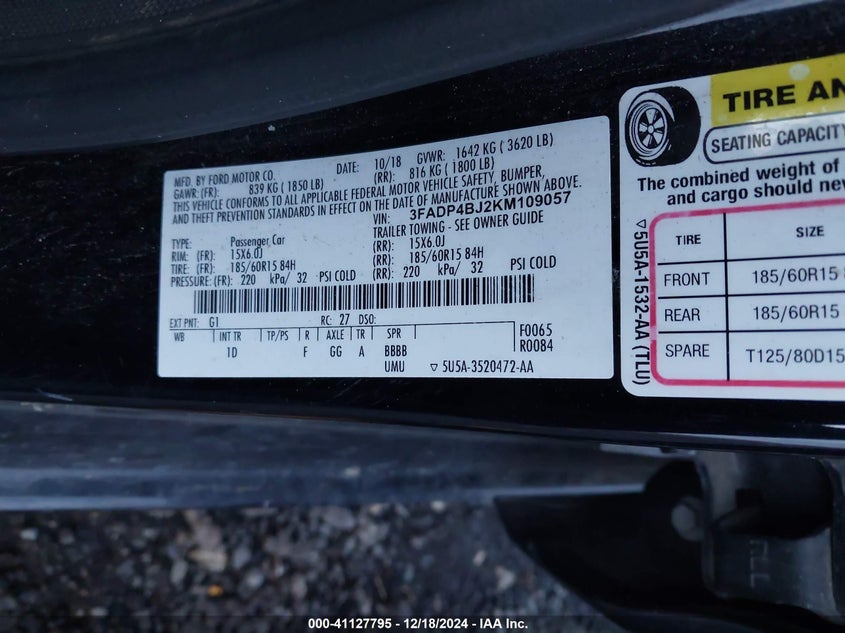 MFD. BY FORD MOTOR CO. DATE: 10/18 GVWR: 1642 KG ( 3620 LB)
GAWR: (FR): 839 KG ( 1850 LB) (RR): 816 KG ( 1800 LB)
THIS VEHICLE CONFORMS TO ALL APPLICABLE FEDERAL MOTOR VEHICLE SAFETY, BUMPER,
AND THEFT PREVENTION STANDARDS IN EFFECT ON THE DATE OF MANUFACTURE SHOWN ABOVE.
VIN: 3FADP4BJ2KM109057
TYPE: Passenger Car TRAILER TOWING - SEE OWNER GUIDE
RIM: (FR): 15X6.0J (RR): 15X6.0J
TIRE: (FR): 185/60R15 84H (RR): 185/60R15 84H
PRESSURE: (FR): 220 kPa/ 32 PSI COLD (RR): 220 kPa/ 32 PSI COLD
EXT PNT: G1 RC: 27 DSO: F0065
WB INT TR TP/PS R AXLE TR SPR R0084
1D F GG A BBBB
UMU ▽ 5U5A-3520472-AA
TIRE AN
SEATING CAPACITY
The combined weight of
and cargo should nev
▽5U5A-1532-AA (TLU)
TIRE SIZE
FRONT 185/60R15 8
REAR 185/60R15
SPARE T125/80D15
000-41127795 - 12/18/2024 - IAA Inc.